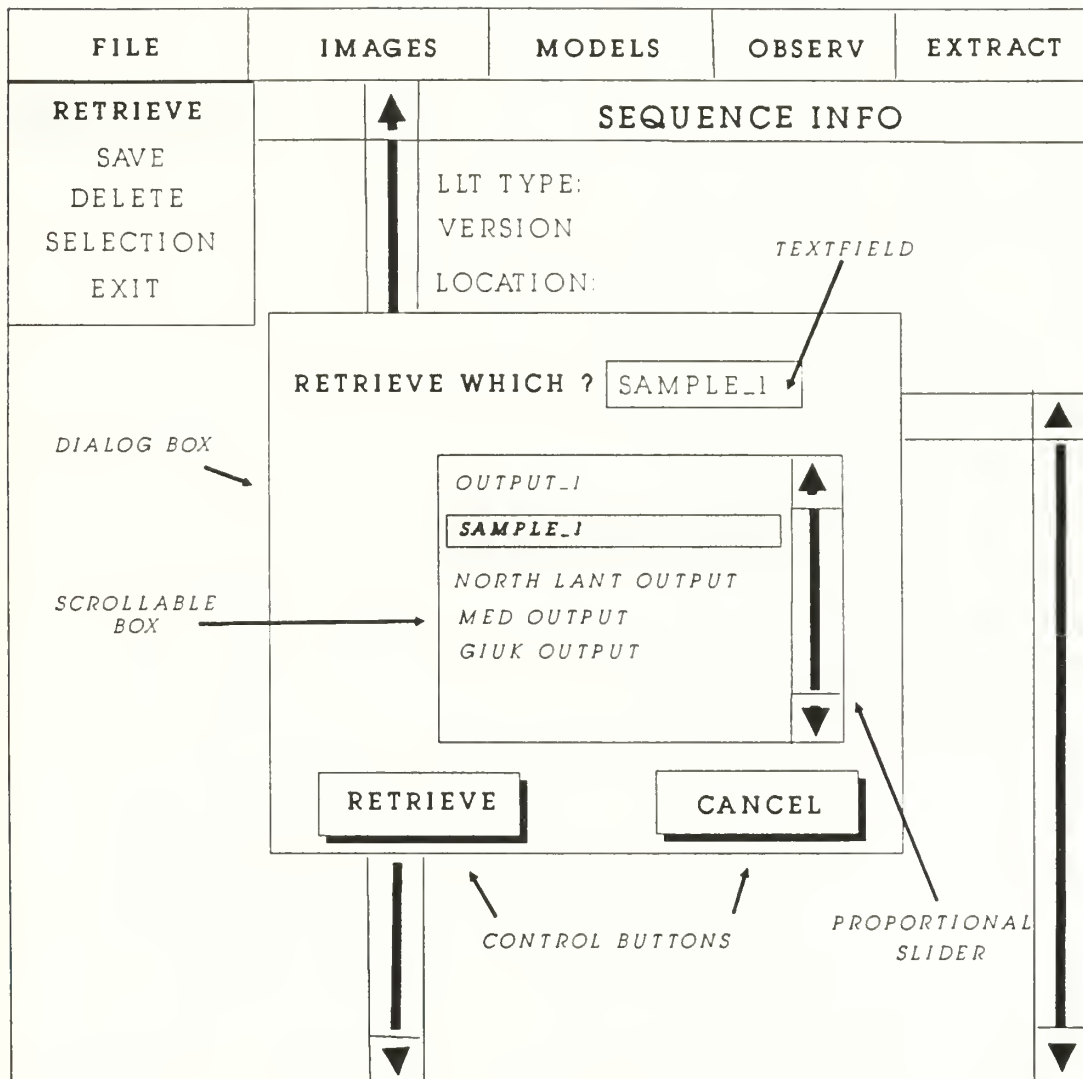 FILE
IMAGES
MODELS
OBSERV
EXTRACT
RETRIEVE
SAVE
DELETE
SELECTION
EXIT
SEQUENCE INFO
LLT TYPE:
VERSION
LOCATION:
TEXTFIELD
RETRIEVE WHICH ? SAMPLE_1
DIALOG BOX
OUTPUT_1
SAMPLE_1
NORTH LANT OUTPUT
MED OUTPUT
GIUK OUTPUT
SCROLLABLE
BOX
RETRIEVE
CANCEL
CONTROL BUTTONS
PROPORTIONAL
SLIDER